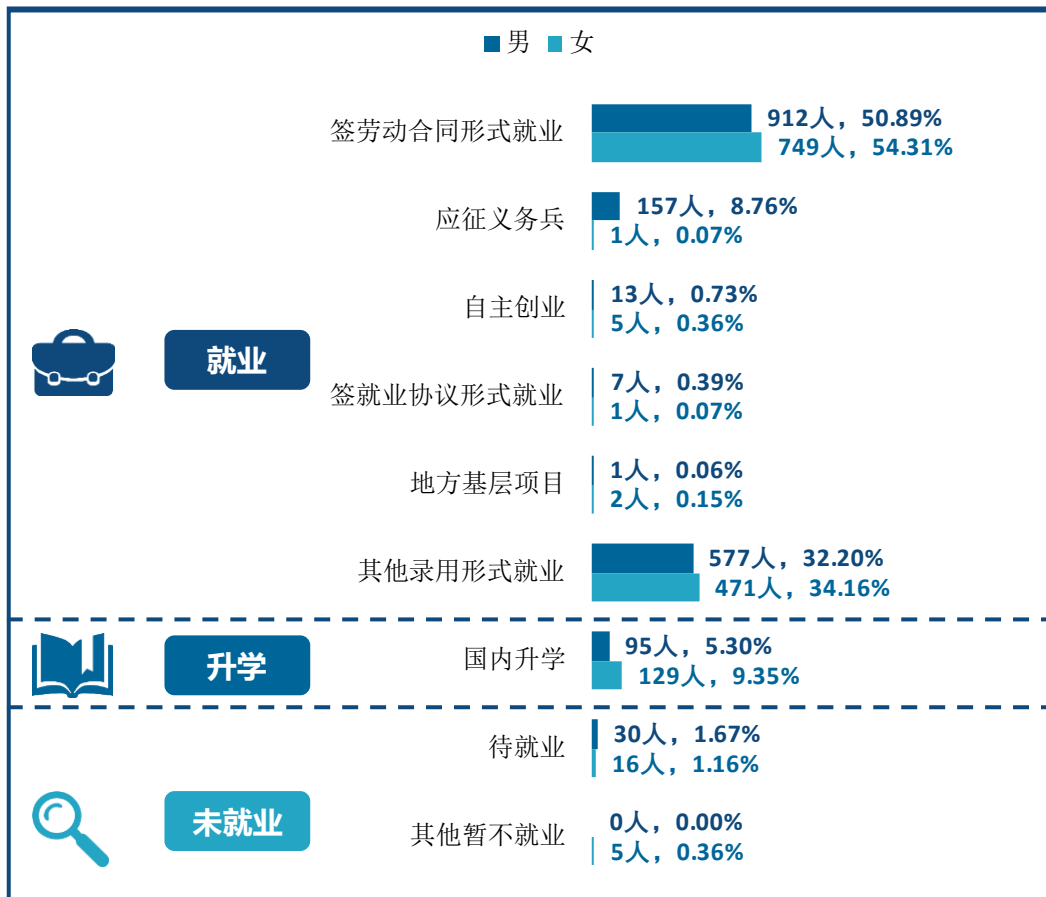 男 女
签劳动合同形式就业
912人，50.89%
749人，54.31%
应征义务兵
157人，8.76%
1人，0.07%
自主创业
13人，0.73%
5人，0.36%
就业
签就业协议形式就业
7人，0.39%
1人，0.07%
地方基层项目
1人，0.06%
2人，0.15%
其他录用形式就业
577人，32.20%
471人，34.16%
升学
国内升学
95人，5.30%
129人，9.35%
待就业
30人，1.67%
16人，1.16%
未就业
其他暂不就业
0人，0.00%
5人，0.36%